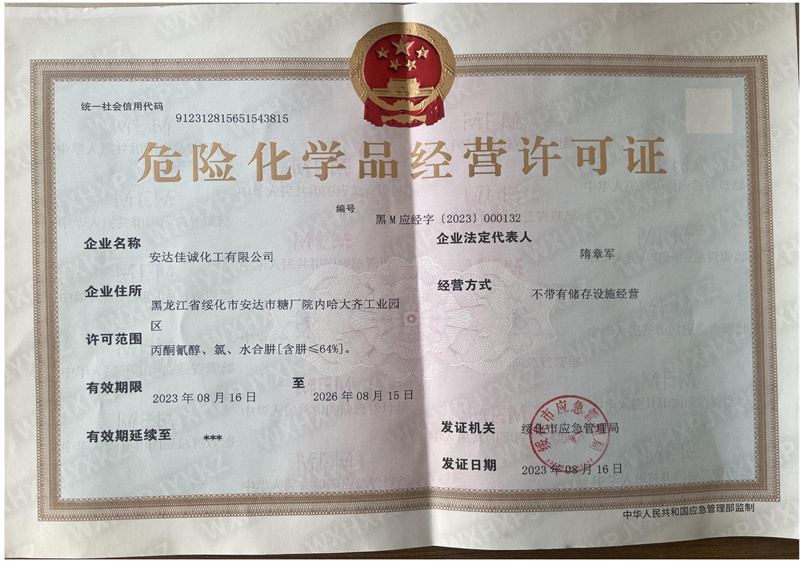 统一社会信用代码
912312815651543815
危险化学品经营许可证
编号
黑M应经字〔2023〕000132
企业名称
安达佳诚化工有限公司
企业法定代表人
隋章军
企业住所
黑龙江省绥化市安达市糖厂院内哈大齐工业园
区
经营方式
不带有储存设施经营
许可范围
丙酮氰醇、氯、水合肼[含肼≤64%]。
有效期限
2023年08月16日
至
2026年08月15日
有效期延续至
***
发证机关
绥化市应急管理局
绥化市应急管理局
发证日期
2023年08月16日
中华人民共和国应急管理部监制